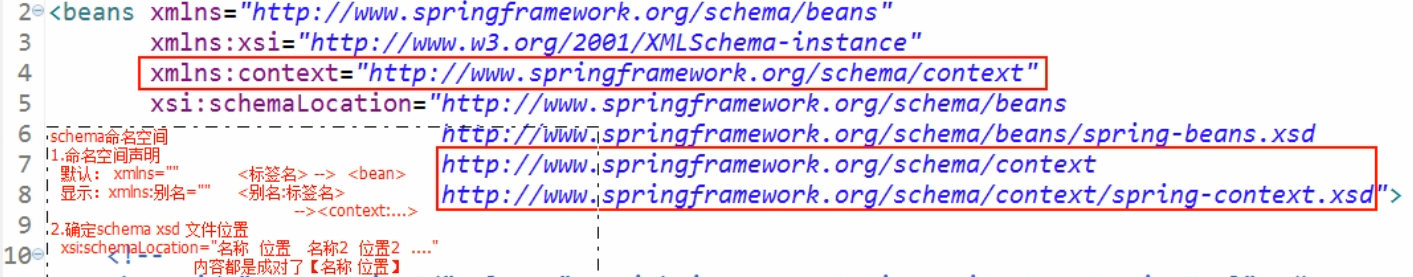 2 <beans xmlns="http://www.springframework.org/schema/beans"
3 xmlns:xsi="http://www.w3.org/2001/XMLSchema-instance"
4 xmlns:context="http://www.springframework.org/schema/context"
5 xsi:schemaLocation="http://www.springframework.org/schema/beans
6 http://www.springframework.org/schema/beans/spring-beans.xsd
7 http://www.springframework.org/schema/context
8 http://www.springframework.org/schema/context/spring-context.xsd">
9
10 <!--
schema命名空间
1.命名空间声明
默认：xmlns="" <标签名> --> <bean>
显示：xmlns:别名="" <别名:标签名>
--><context:...>
2.确定schema xsd 文件位置
xsi:schemaLocation="名称 位置 名称2 位置2 ...."
内容都是成对了【名称 位置】